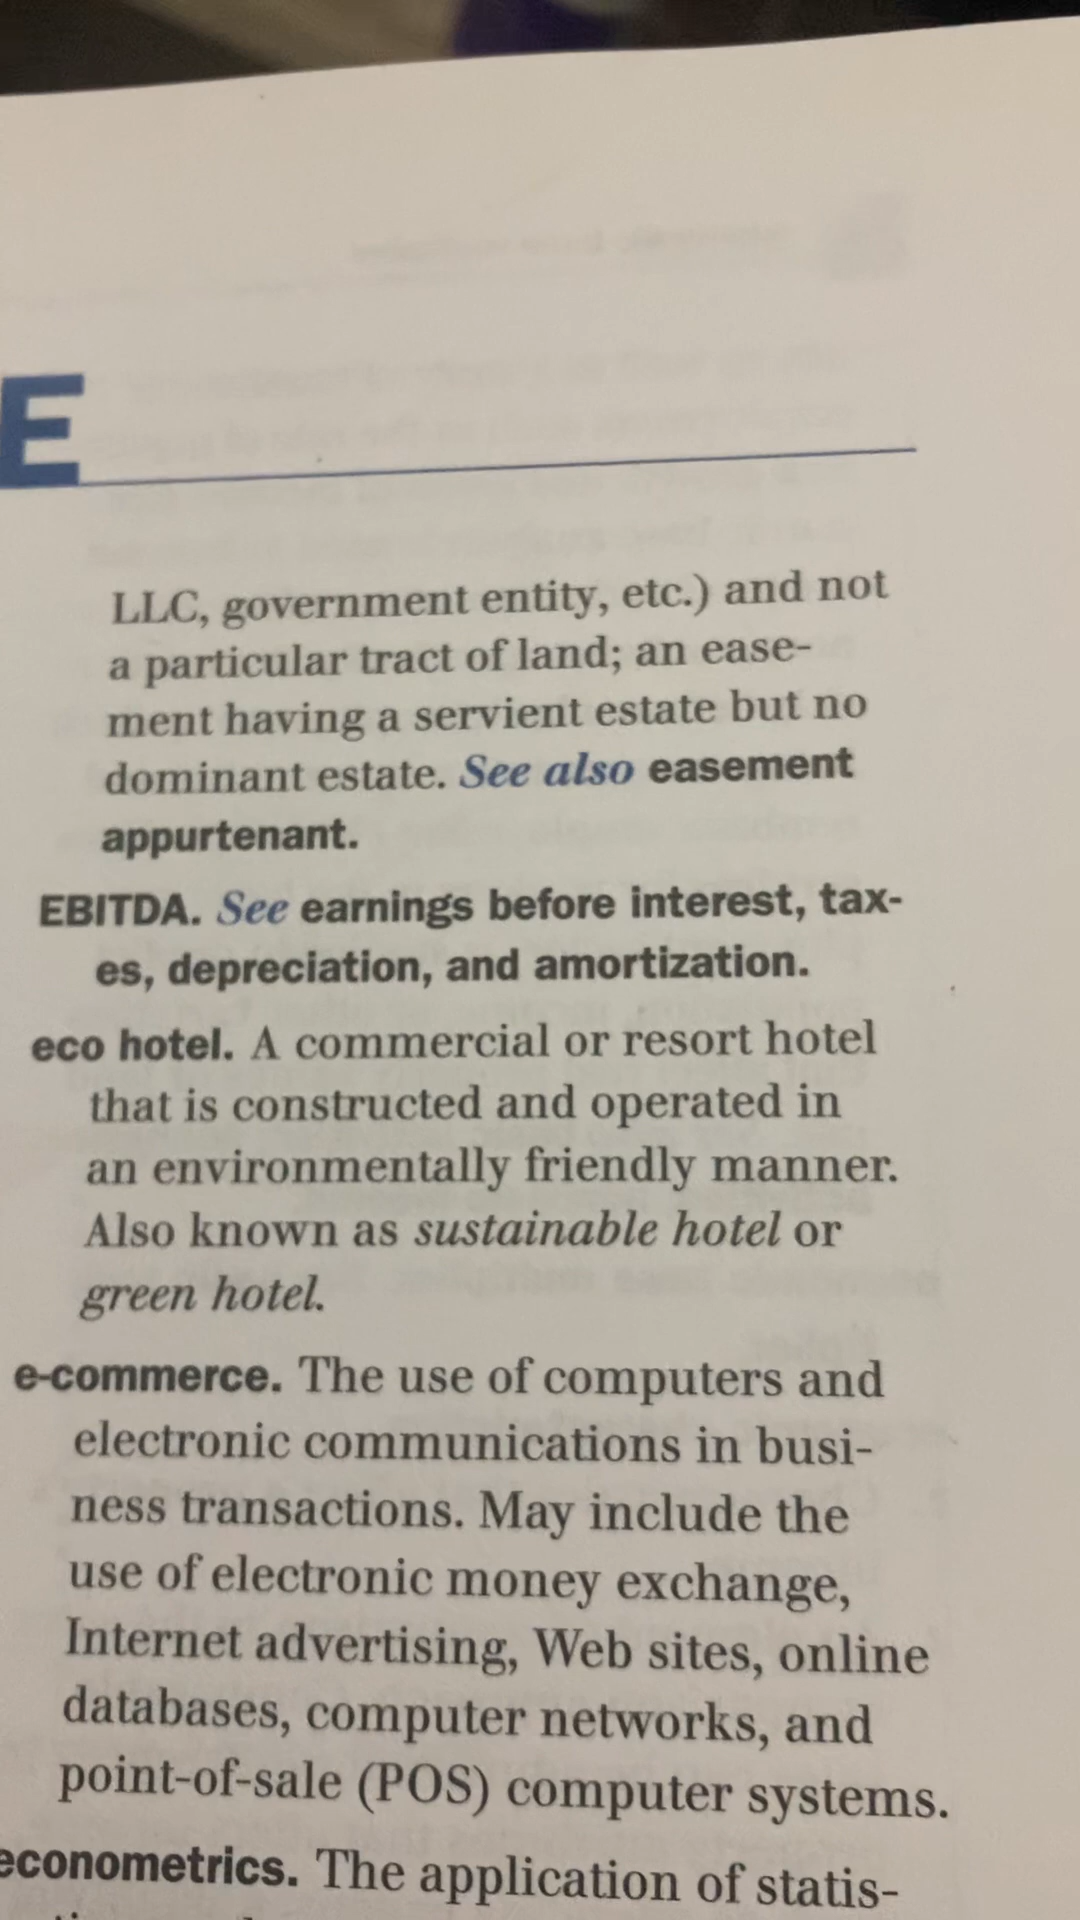 E
LLC, government entity, etc.) and not
a particular tract of land; an ease-
ment having a servient estate but no
dominant estate. See also easement
appurtenant.
EBITDA. See earnings before interest, tax-
es, depreciation, and amortization.
eco hotel. A commercial or resort hotel
that is constructed and operated in
an environmentally friendly manner.
Also known as sustainable hotel or
green hotel.
e-commerce. The use of computers and
electronic communications in busi-
ness transactions. May include the
use of electronic money exchange,
Internet advertising, Web sites, online
databases, computer networks, and
point-of-sale (POS) computer systems.
econometrics. The application of statis-